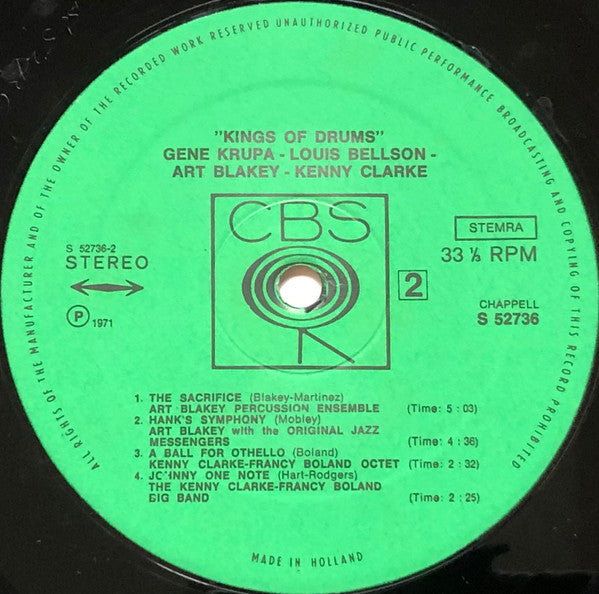 ALL RIGHTS OF THE MANUFACTURER AND OF THE OWNER OF THE RECORDED WORK RESERVED UNAUTHORIZED PUBLIC PERFORMANCE BROADCASTING AND COPYING OF THIS RECORD PROHIBITED
"KINGS OF DRUMS"
GENE KRUPA - LOUIS BELLSON -
ART BLAKEY - KENNY CLARKE
CBS
S 52736-2
STEREO
℗ 1971
STEMRA
33 ⅓ RPM
2
CHAPPELL
S 52736
1. THE SACRIFICE (Blakey-Martinez)
ART BLAKEY PERCUSSION ENSEMBLE (Time: 5 : 03)
2. HANK'S SYMPHONY (Mobley)
ART BLAKEY with the ORIGINAL JAZZ
MESSENGERS (Time: 4 : 36)
3. A BALL FOR OTHELLO (Boland)
KENNY CLARKE-FRANCY BOLAND OCTET (Time: 2 : 32)
4. JOHNNY ONE NOTE (Hart-Rodgers)
THE KENNY CLARKE-FRANCY BOLAND
BIG BAND (Time: 2 : 25)
MADE IN HOLLAND